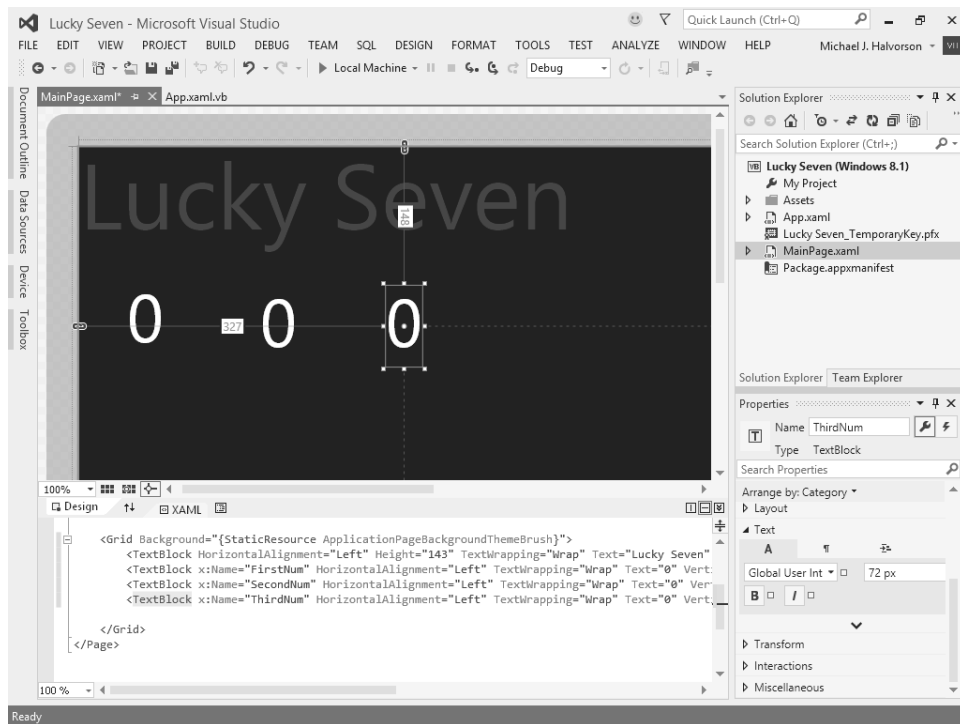 Lucky Seven - Microsoft Visual Studio
Quick Launch (Ctrl+Q)
FILE EDIT VIEW PROJECT BUILD DEBUG TEAM SQL DESIGN FORMAT TOOLS TEST ANALYZE WINDOW HELP Michael J. Halvorson VII
Local Machine Debug
Document Outline
Data Sources
Device
Toolbox
MainPage.xaml* App.xaml.vb
Lucky Seven
148
0 327 0 0
100%
Design XAML
<Grid Background="{StaticResource ApplicationPageBackgroundThemeBrush}">
<TextBlock HorizontalAlignment="Left" Height="143" TextWrapping="Wrap" Text="Lucky Seven"
<TextBlock x:Name="FirstNum" HorizontalAlignment="Left" TextWrapping="Wrap" Text="0" Verti
<TextBlock x:Name="SecondNum" HorizontalAlignment="Left" TextWrapping="Wrap" Text="0" Ver
<TextBlock x:Name="ThirdNum" HorizontalAlignment="Left" TextWrapping="Wrap" Text="0" Vert
</Grid>
</Page>
100 %
Ready
Solution Explorer
Search Solution Explorer (Ctrl+;)
VB Lucky Seven (Windows 8.1)
My Project
Assets
App.xaml
Lucky Seven_TemporaryKey.pfx
MainPage.xaml
Package.appxmanifest
Solution Explorer Team Explorer
Properties
Name ThirdNum
Type TextBlock
Search Properties
Arrange by: Category
Layout
Text
A ¶
Global User Int 72 px
B I
Transform
Interactions
Miscellaneous